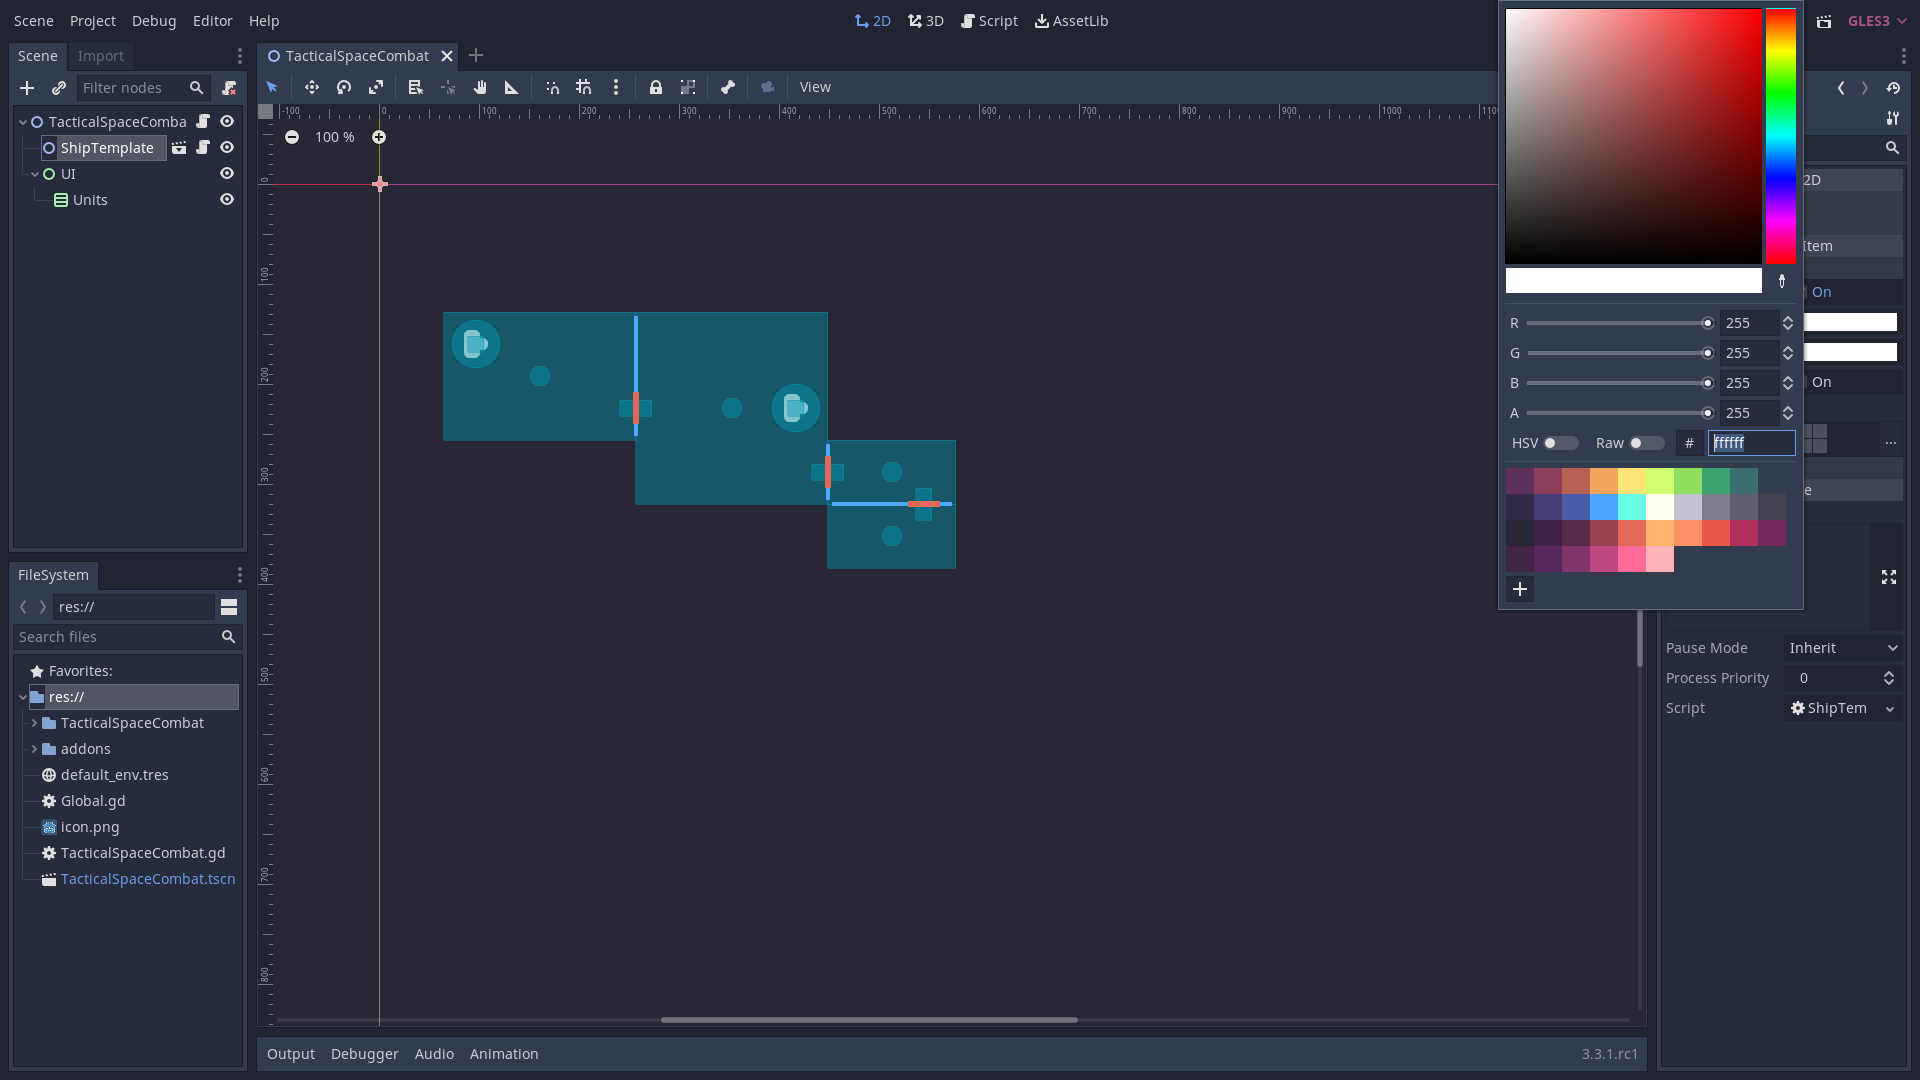 Scene Project Debug Editor Help
2D 3D Script AssetLib
GLES3
Scene Import
TacticalSpaceCombat
Filter nodes
View
TacticalSpaceComba
ShipTemplate
UI
Units
-100 0 100 200 300 400 500 600 700 800 900 1000 1100
100 %
0
100
200
300
400
500
600
700
800
2D
Item
On
On
R 255
G 255
B 255
A 255
HSV Raw # ffffff
...
e
FileSystem
res://
Search files
Favorites:
res://
TacticalSpaceCombat
addons
default_env.tres
Global.gd
icon.png
TacticalSpaceCombat.gd
TacticalSpaceCombat.tscn
Pause Mode Inherit
Process Priority 0
Script ShipTem
Output Debugger Audio Animation
3.3.1.rc1